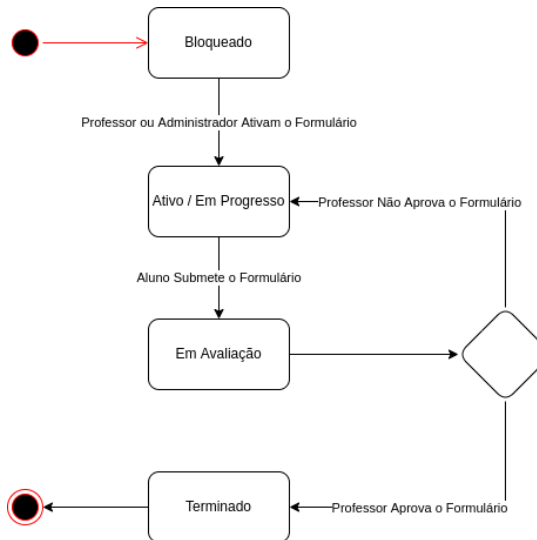 Bloqueado
Professor ou Administrador Ativam o Formulário
Ativo / Em Progresso
Professor Não Aprova o Formulário
Aluno Submete o Formulário
Em Avaliação
Terminado
Professor Aprova o Formulário